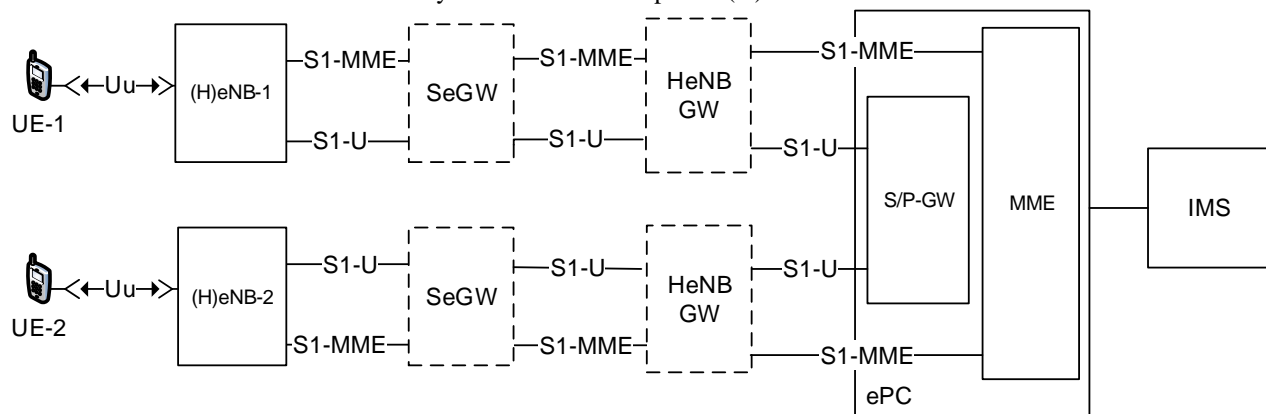 S1-MME
S1-MME
S1-MME
Uu
(H)eNB-1
SeGW
HeNB
GW
UE-1
S1-U
S1-U
S1-U
S/P-GW
MME
IMS
S1-U
S1-U
S1-U
Uu
(H)eNB-2
SeGW
HeNB
GW
UE-2
S1-MME
S1-MME
S1-MME
ePC